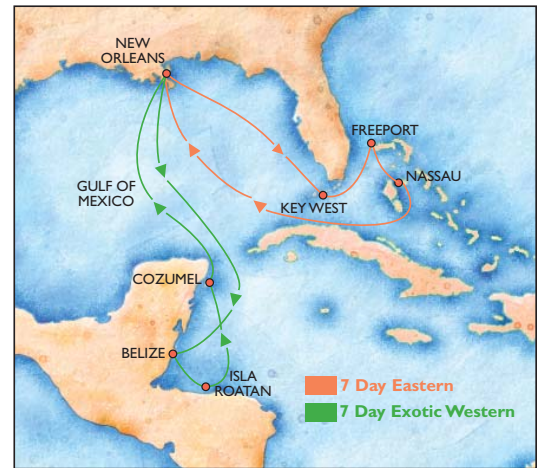 NEW
ORLEANS
FREEPORT
NASSAU
KEY WEST
GULF OF
MEXICO
COZUMEL
BELIZE
ISLA
ROATAN
7 Day Eastern
7 Day Exotic Western